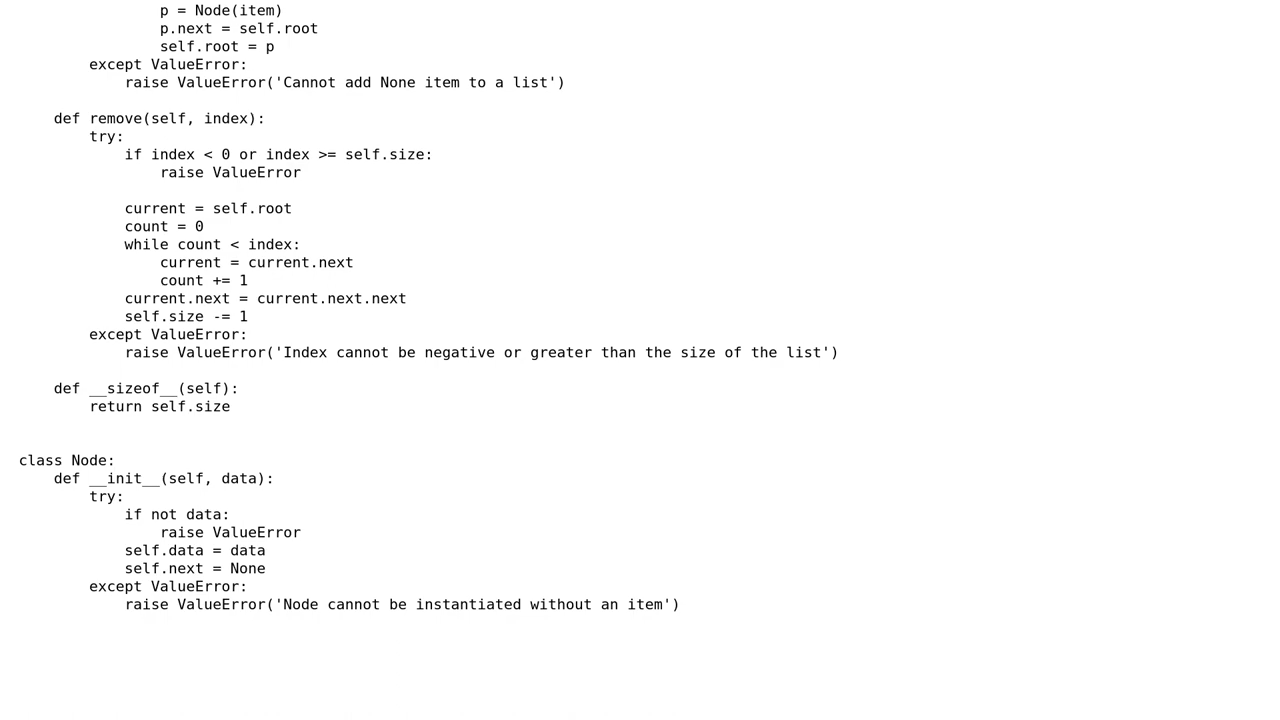 p = Node(item)
                p.next = self.root
                self.root = p
        except ValueError:
            raise ValueError('Cannot add None item to a list')

    def remove(self, index):
        try:
            if index < 0 or index >= self.size:
                raise ValueError

            current = self.root
            count = 0
            while count < index:
                current = current.next
                count += 1
            current.next = current.next.next
            self.size -= 1
        except ValueError:
            raise ValueError('Index cannot be negative or greater than the size of the list')

    def __sizeof__(self):
        return self.size


class Node:
    def __init__(self, data):
        try:
            if not data:
                raise ValueError
            self.data = data
            self.next = None
        except ValueError:
            raise ValueError('Node cannot be instantiated without an item')